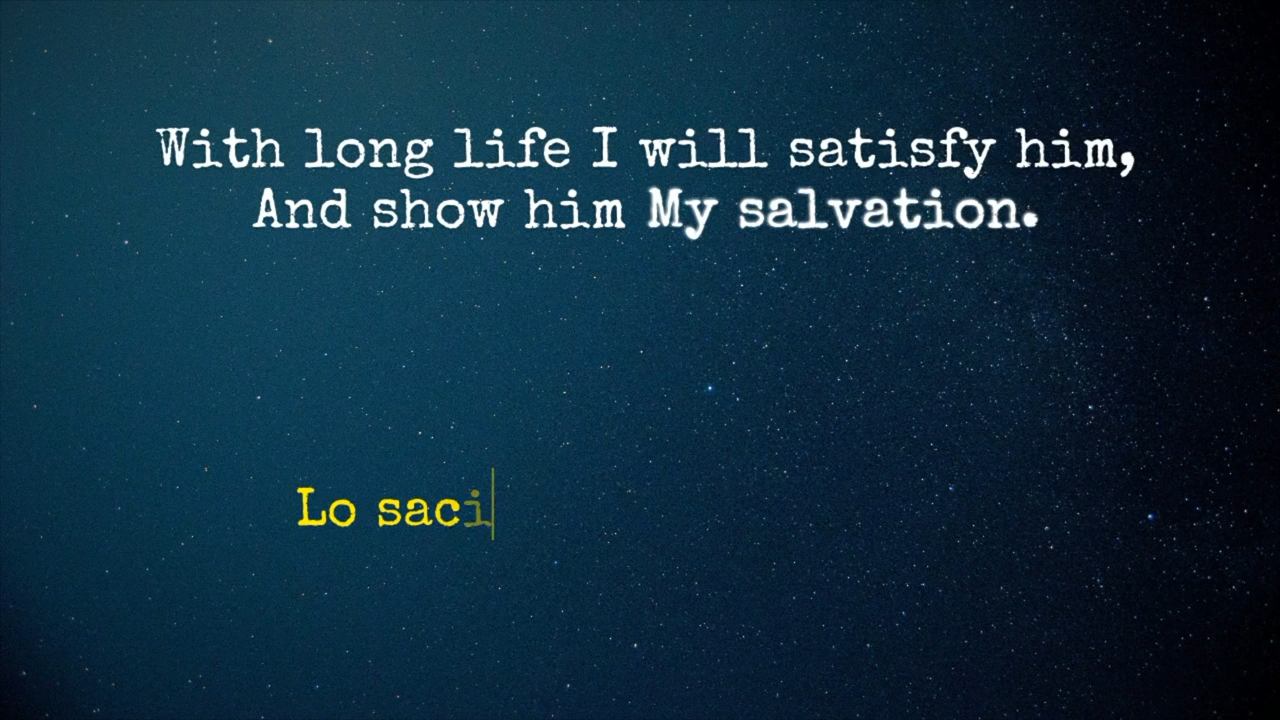 With long life I will satisfy him,
And show him My salvation.
Lo saci